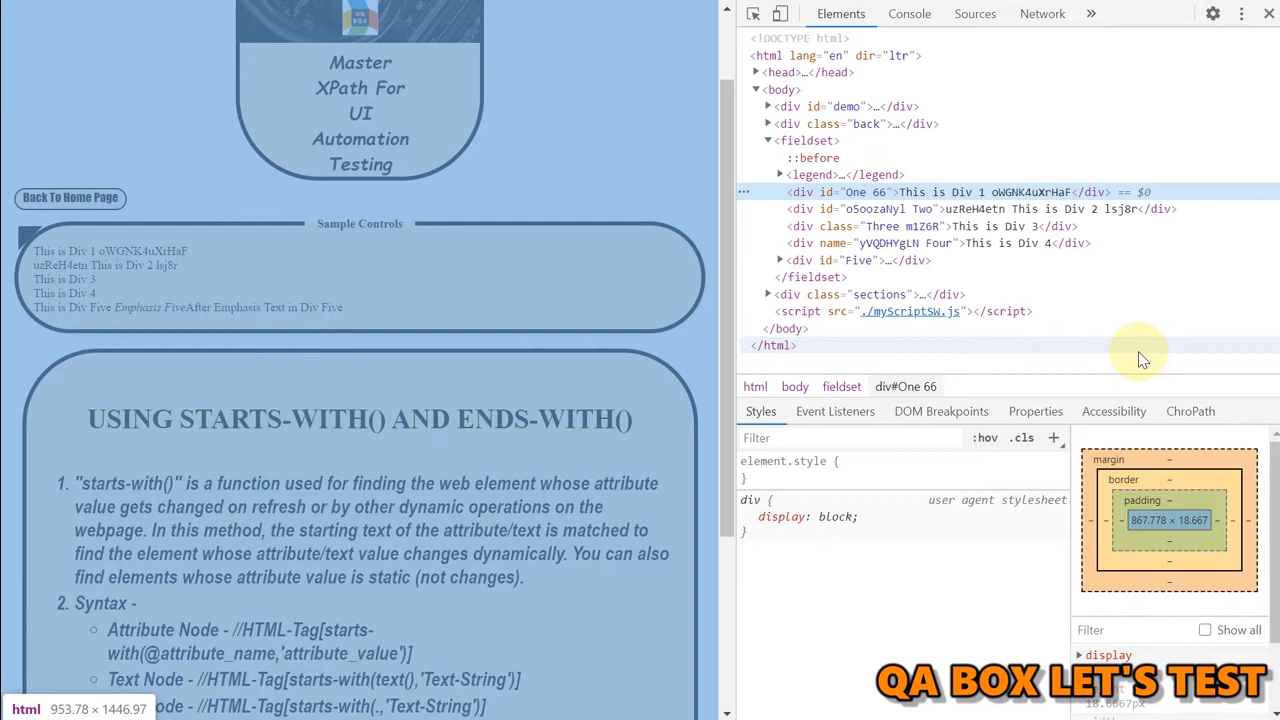 UN
BOX
Master
XPath For
UI
Automation
Testing
Back To Home Page
Sample Controls
This is Div 1 oWGNK4uXrHaF
uzReH4etn This is Div 2 lsj8r
This is Div 3
This is Div 4
This is Div Five Emphasis FiveAfter Emphasis Text in Div Five
USING STARTS-WITH() AND ENDS-WITH()
1. "starts-with()" is a function used for finding the web element whose attribute
value gets changed on refresh or by other dynamic operations on the
webpage. In this method, the starting text of the attribute/text is matched to
find the element whose attribute/text value changes dynamically. You can also
find elements whose attribute value is static (not changes).
2. Syntax -
○ Attribute Node - //HTML-Tag[starts-
with(@attribute_name,'attribute_value')]
○ Text Node - //HTML-Tag[starts-with(text(),'Text-String')]
Node - //HTML-Tag[starts-with(.,'Text-String')]
html 953.78 × 1446.97
Elements Console Sources Network »
<!DOCTYPE html>
<html lang="en" dir="ltr">
<head>…</head>
<body>
<div id="demo">…</div>
<div class="back">…</div>
<fieldset>
::before
<legend>…</legend>
<div id="One 66">This is Div 1 oWGNK4uXrHaF</div> == $0
<div id="o5oozaNyl Two">uzReH4etn This is Div 2 lsj8r</div>
<div class="Three m1Z6R">This is Div 3</div>
<div name="yVQDHYgLN Four">This is Div 4</div>
<div id="Five">…</div>
</fieldset>
<div class="sections">…</div>
<script src="./myScriptSW.js"></script>
</body>
</html>
html body fieldset div#One 66
Styles Event Listeners DOM Breakpoints Properties Accessibility ChroPath
Filter :hov .cls +
element.style {
}
div { user agent stylesheet
display: block;
}
margin –
border –
padding –
867.778 × 18.667
Filter Show all
display
18.6667px
QA BOX LET'S TEST